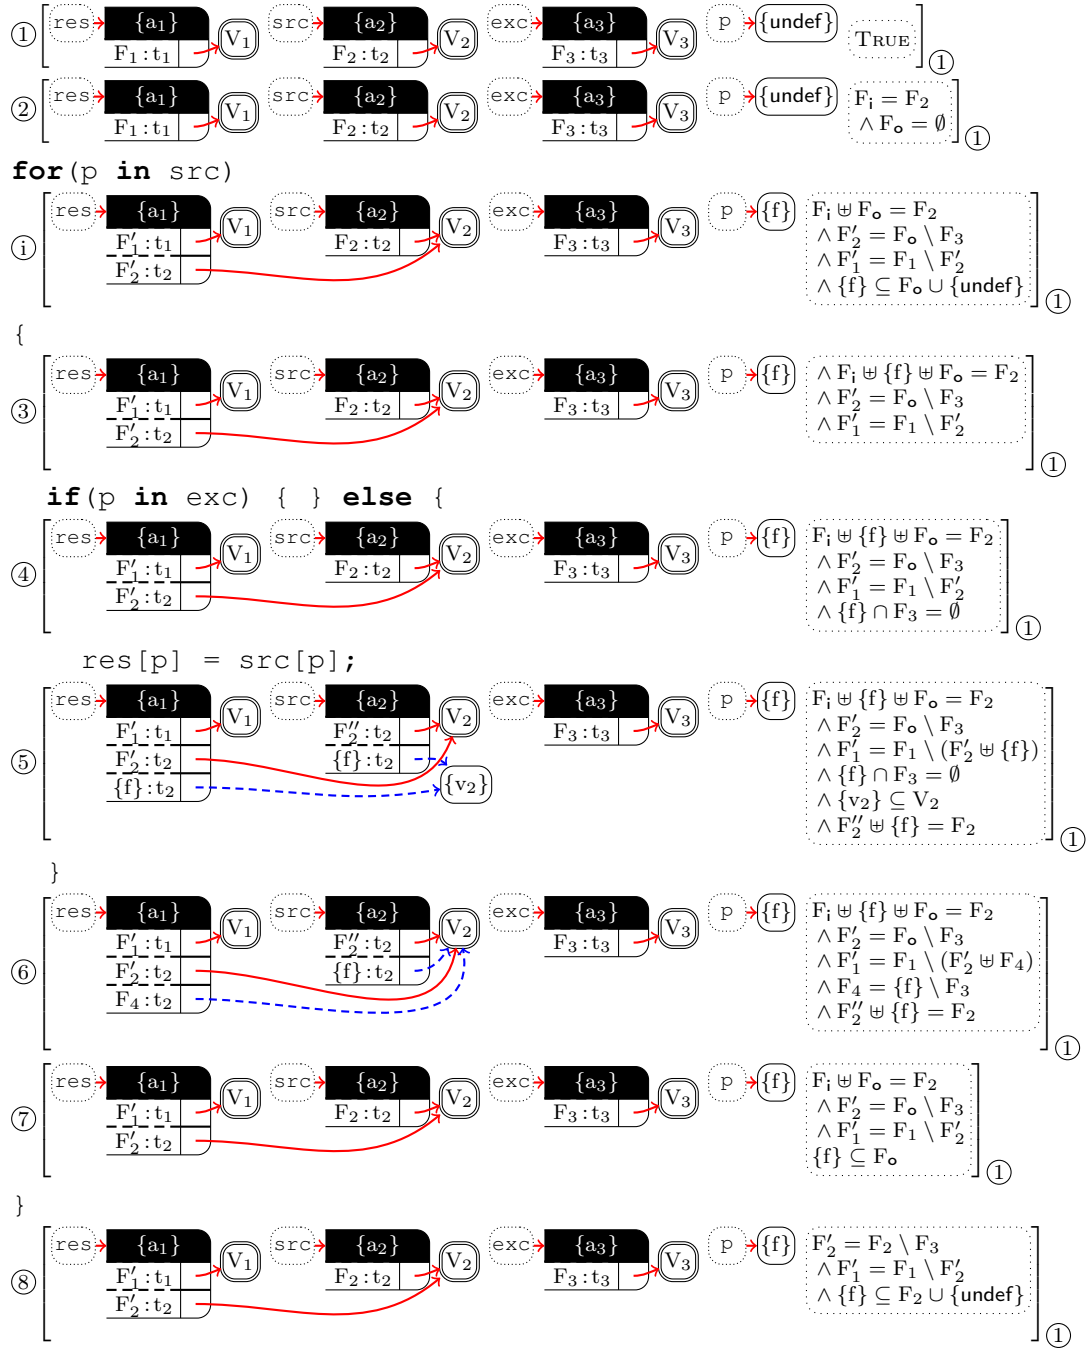 ① res {a₁} F₁:t₁ V₁ src {a₂} F₂:t₂ V₂ exc {a₃} F₃:t₃ V₃ p {undef} TRUE ①
② res {a₁} F₁:t₁ V₁ src {a₂} F₂:t₂ V₂ exc {a₃} F₃:t₃ V₃ p {undef} Fᵢ = F₂
∧ Fₒ = ∅ ①
for(p in src)
ⓘ res {a₁} V₁ src {a₂} V₂ exc {a₃} V₃ p {f} Fᵢ ⊎ Fₒ = F₂
F′₁:t₁ F₂:t₂ F₃:t₃ ∧ F′₂ = Fₒ \ F₃
F′₂:t₂ ∧ F′₁ = F₁ \ F′₂
∧ {f} ⊆ Fₒ ∪ {undef} ①
{
③ res {a₁} V₁ src {a₂} V₂ exc {a₃} V₃ p {f} ∧ Fᵢ ⊎ {f} ⊎ Fₒ = F₂
F′₁:t₁ F₂:t₂ F₃:t₃ ∧ F′₂ = Fₒ \ F₃
F′₂:t₂ ∧ F′₁ = F₁ \ F′₂ ①
if(p in exc) { } else {
④ res {a₁} V₁ src {a₂} V₂ exc {a₃} V₃ p {f} Fᵢ ⊎ {f} ⊎ Fₒ = F₂
F′₁:t₁ F₂:t₂ F₃:t₃ ∧ F′₂ = Fₒ \ F₃
F′₂:t₂ ∧ F′₁ = F₁ \ F′₂
∧ {f} ∩ F₃ = ∅ ①
res[p] = src[p];
⑤ res {a₁} V₁ src {a₂} V₂ exc {a₃} V₃ p {f} Fᵢ ⊎ {f} ⊎ Fₒ = F₂
F′₁:t₁ F″₂:t₂ F₃:t₃ ∧ F′₂ = Fₒ \ F₃
F′₂:t₂ {f}:t₂ ∧ F′₁ = F₁ \ (F′₂ ⊎ {f})
{f}:t₂ {v₂} ∧ {f} ∩ F₃ = ∅
∧ {v₂} ⊆ V₂
∧ F″₂ ⊎ {f} = F₂ ①
}
⑥ res {a₁} V₁ src {a₂} V₂ exc {a₃} V₃ p {f} Fᵢ ⊎ {f} ⊎ Fₒ = F₂
F′₁:t₁ F″₂:t₂ F₃:t₃ ∧ F′₂ = Fₒ \ F₃
F′₂:t₂ {f}:t₂ ∧ F′₁ = F₁ \ (F′₂ ⊎ F₄)
F₄:t₂ ∧ F₄ = {f} \ F₃
∧ F″₂ ⊎ {f} = F₂ ①
⑦ res {a₁} V₁ src {a₂} V₂ exc {a₃} V₃ p {f} Fᵢ ⊎ Fₒ = F₂
F′₁:t₁ F₂:t₂ F₃:t₃ ∧ F′₂ = Fₒ \ F₃
F′₂:t₂ ∧ F′₁ = F₁ \ F′₂
{f} ⊆ Fₒ ①
}
⑧ res {a₁} V₁ src {a₂} V₂ exc {a₃} V₃ p {f} F′₂ = F₂ \ F₃
F′₁:t₁ F₂:t₂ F₃:t₃ ∧ F′₁ = F₁ \ F′₂
F′₂:t₂ ∧ {f} ⊆ F₂ ∪ {undef} ①